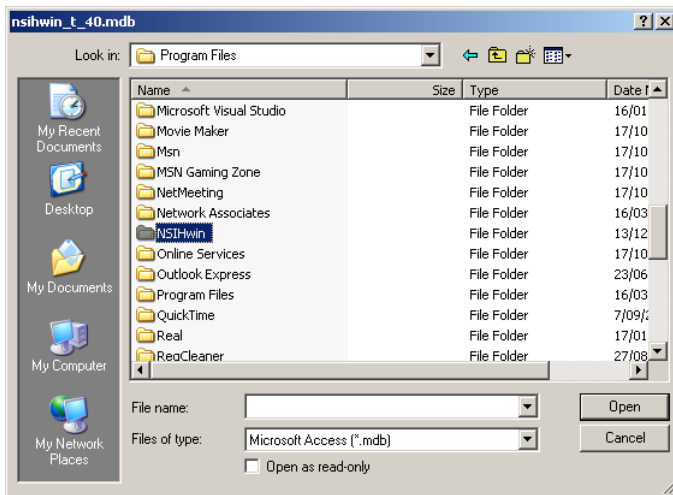 nsihwin_t_40.mdb
Look in: Program Files
Name Size Type Date
Microsoft Visual Studio File Folder 16/01
Movie Maker File Folder 17/10
Msn File Folder 17/10
MSN Gaming Zone File Folder 17/10
NetMeeting File Folder 17/10
Network Associates File Folder 16/03
NSIHwin File Folder 13/12
Online Services File Folder 17/10
Outlook Express File Folder 23/06
Program Files File Folder 16/03
QuickTime File Folder 7/09/
Real File Folder 17/01
RegCleaner File Folder 27/08
My Recent
Documents
Desktop
My Documents
My Computer
My Network
Places
File name: Open
Files of type: Microsoft Access (*.mdb) Cancel
Open as read-only